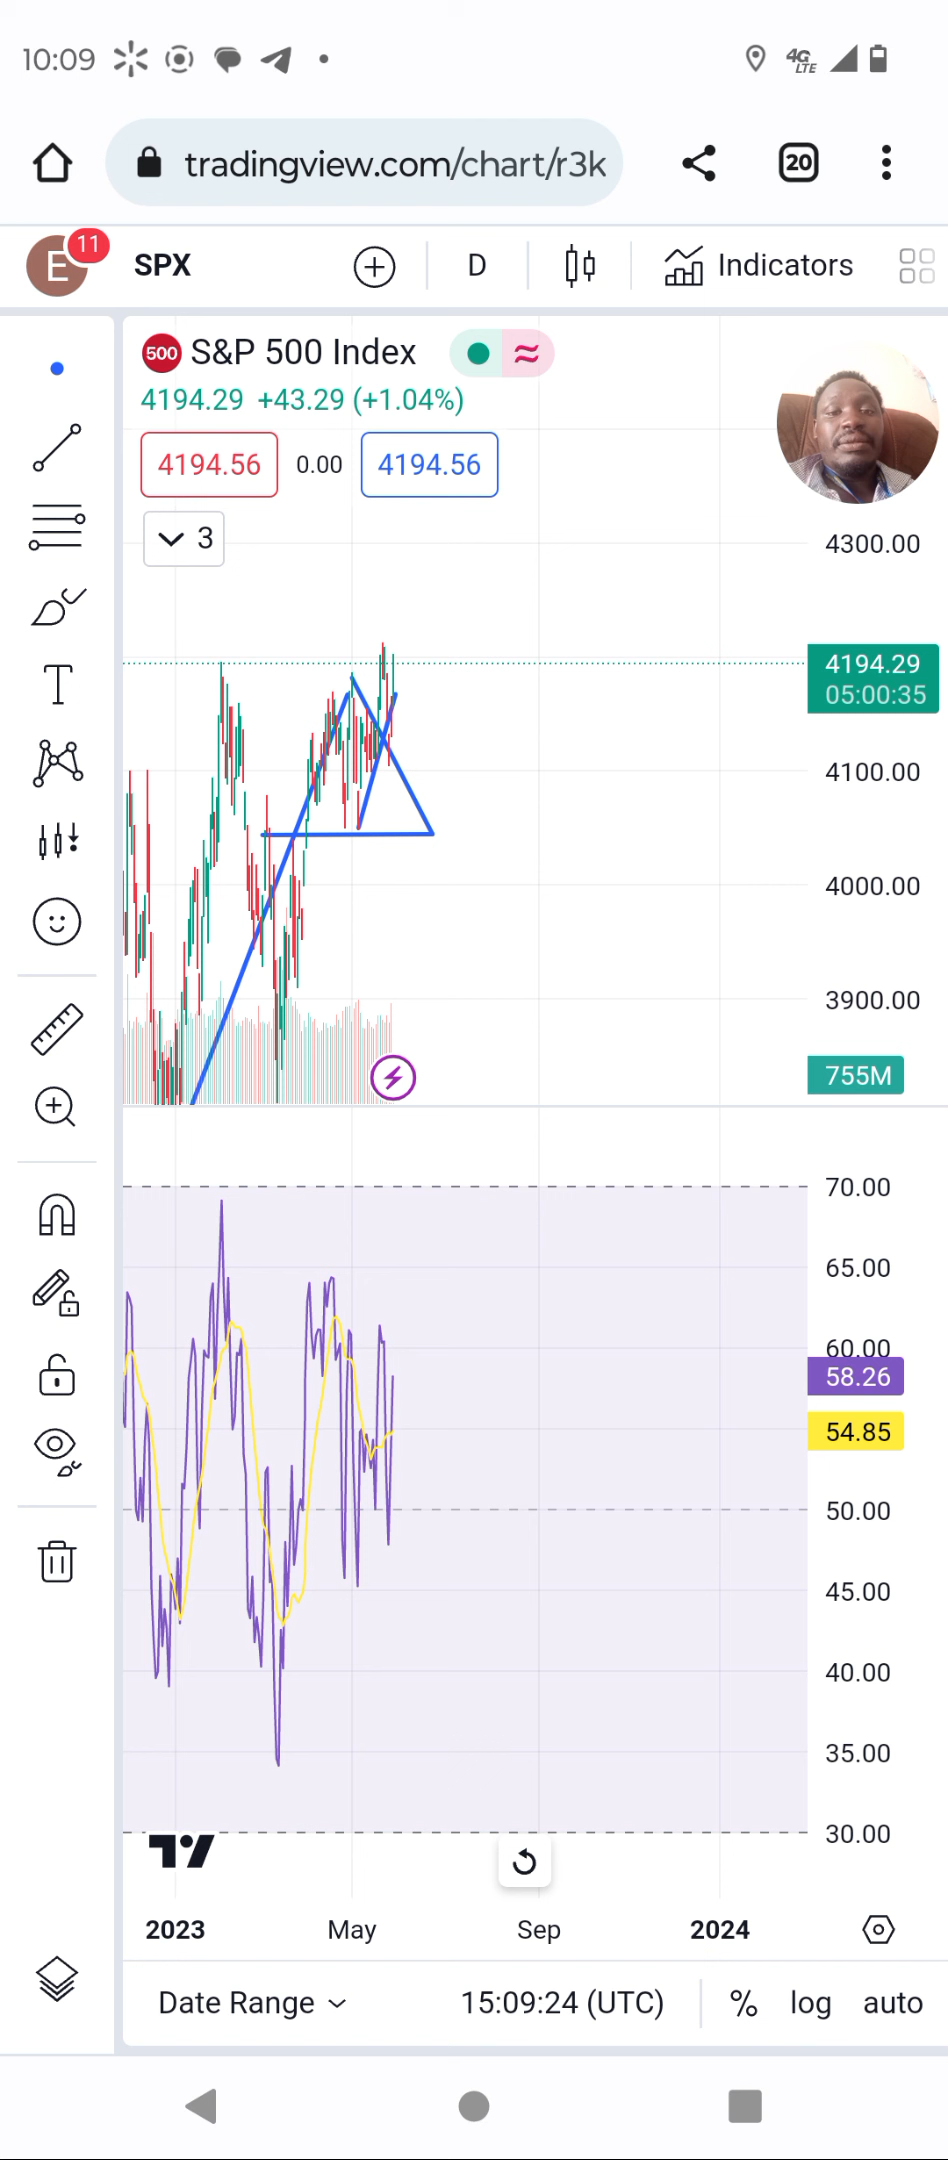 10:09 4G LTE
tradingview.com/chart/r3k 20
E 11 SPX D Indicators
500 S&P 500 Index
4194.29 +43.29 (+1.04%)
4194.56 0.00 4194.56
3
4300.00
4194.29
05:00:35
4100.00
4000.00
3900.00
755M
70.00
65.00
60.00
58.26
54.85
50.00
45.00
40.00
35.00
30.00
2023 May Sep 2024
Date Range 15:09:24 (UTC) % log auto